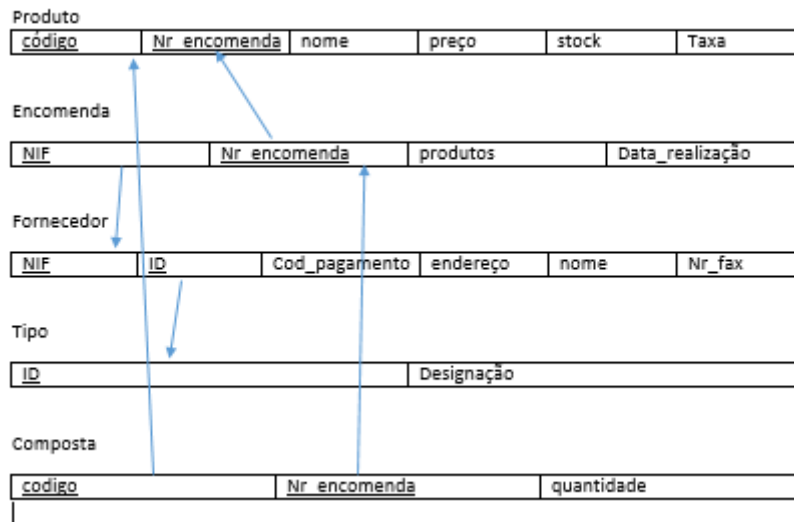 Produto
código Nr_encomenda nome preço stock Taxa
Encomenda
NIF Nr_encomenda produtos Data_realização
Fornecedor
NIF ID Cod_pagamento endereço nome Nr_fax
Tipo
ID Designação
Composta
codigo Nr_encomenda quantidade